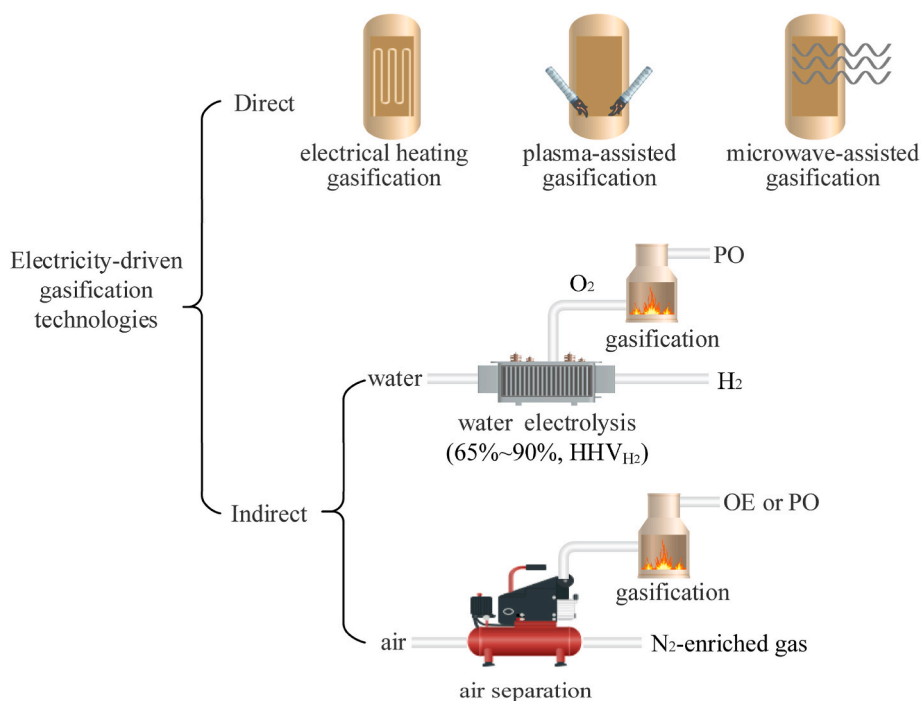 Direct
electrical heating
gasification
plasma-assisted
gasification
microwave-assisted
gasification
Electricity-driven
gasification
technologies
PO
O₂
gasification
water
H₂
water electrolysis
(65%~90%, HHV_H₂)
Indirect
OE or PO
gasification
air
N₂-enriched gas
air separation